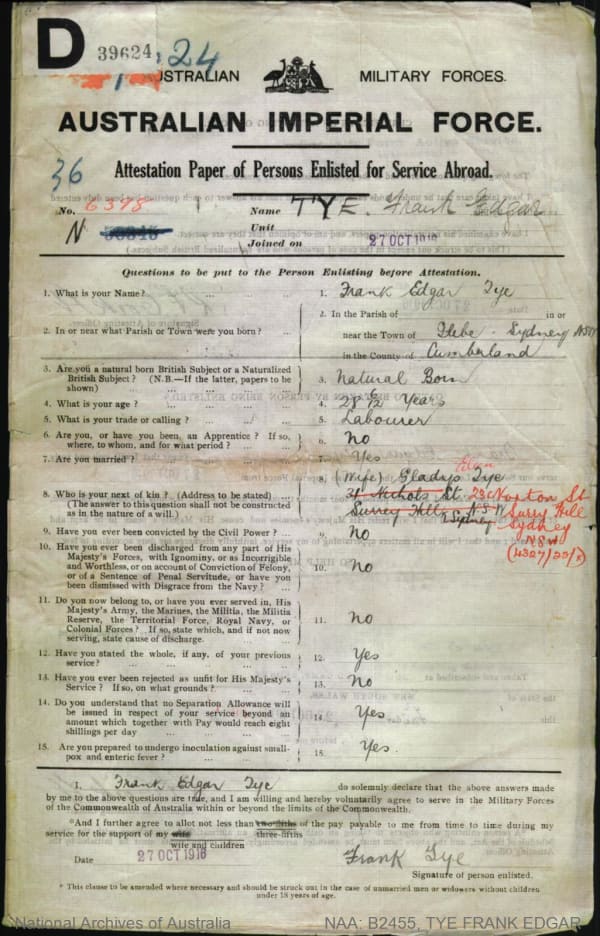 D 39624 24
AUSTRALIAN MILITARY FORCES.
AUSTRALIAN IMPERIAL FORCE.
36
Attestation Paper of Persons Enlisted for Service Abroad.
No. 6398 Name TYE. Frank Edgar
N Unit
Joined on 27 OCT 1916
Questions to be put to the Person Enlisting before Attestation.
1. What is your Name? ... 1. Frank Edgar Tye
2. In or near what Parish or Town were you born? ... 2. In the Parish of in or
near the Town of Glebe - Sydney NSW
in the County of Cumberland
3. Are you a natural born British Subject or a Naturalized
British Subject? (N.B.—If the latter, papers to be
shown) ... 3. Natural Born
4. What is your age? ... 4. 28 6/12 Years
5. What is your trade or calling? ... 5. Labourer
6. Are you, or have you been, an Apprentice? If so,
where, to whom, and for what period? ... 6. No
7. Are you married? ... 7. Yes
8. Who is your next of kin? (Address to be stated) ...
(The answer to this question shall not be construed
as in the nature of a will) 8. (Wife) Gladys Tye
Nichols St. 23 Norton St
Surry Hills N.S.W Surry Hill
Sydney Sydney
NSW
9. Have you ever been convicted by the Civil Power? ... 9. No
10. Have you ever been discharged from any part of His
Majesty's Forces, with Ignominy, or as Incorrigible
and Worthless, or on account of Conviction of Felony,
or of a Sentence of Penal Servitude, or have you
been dismissed with Disgrace from the Navy? ... 10. No
11. Do you now belong to, or have you ever served in, His
Majesty's Army, the Marines, the Militia, the Militia
Reserve, the Territorial Force, Royal Navy, or
Colonial Forces? If so, state which, and if not now
serving, state cause of discharge. 11. No
12. Have you stated the whole, if any, of your previous
service? ... 12. Yes
13. Have you ever been rejected as unfit for His Majesty's
Service? If so, on what grounds? 13. No
14. Do you understand that no Separation Allowance will
be issued in respect of your service beyond an
amount which together with Pay would reach eight
shillings per day ... 14. Yes
15. Are you prepared to undergo inoculation against small-
pox and enteric fever? ... 15. Yes.
I, Frank Edgar Tye do solemnly declare that the above answers made
by me to the above questions are true, and I am willing and hereby voluntarily agree to serve in the Military Forces
of the Commonwealth of Australia within or beyond the limits of the Commonwealth.
*And I further agree to allot not less than two-fifths of the pay payable to me from time to time during my
three-fifths
service for the support of my wife
wife and children
Date 27 OCT 1916 Frank Tye
Signature of person enlisted.
* This clause to be amended where necessary and should be struck out in the case of unmarried men or widowers without children
under 18 years of age.
National Archives of Australia NAA: B2455, TYE FRANK EDGAR